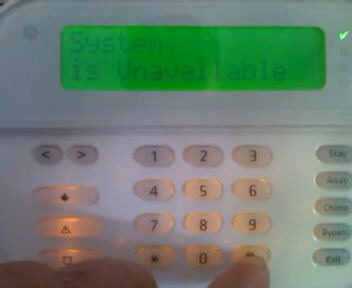 System
is Unavailable
< > 1 2 3 Stay
4 5 6 Away
7 8 9 Chime
* 0 # Bypass
Exit